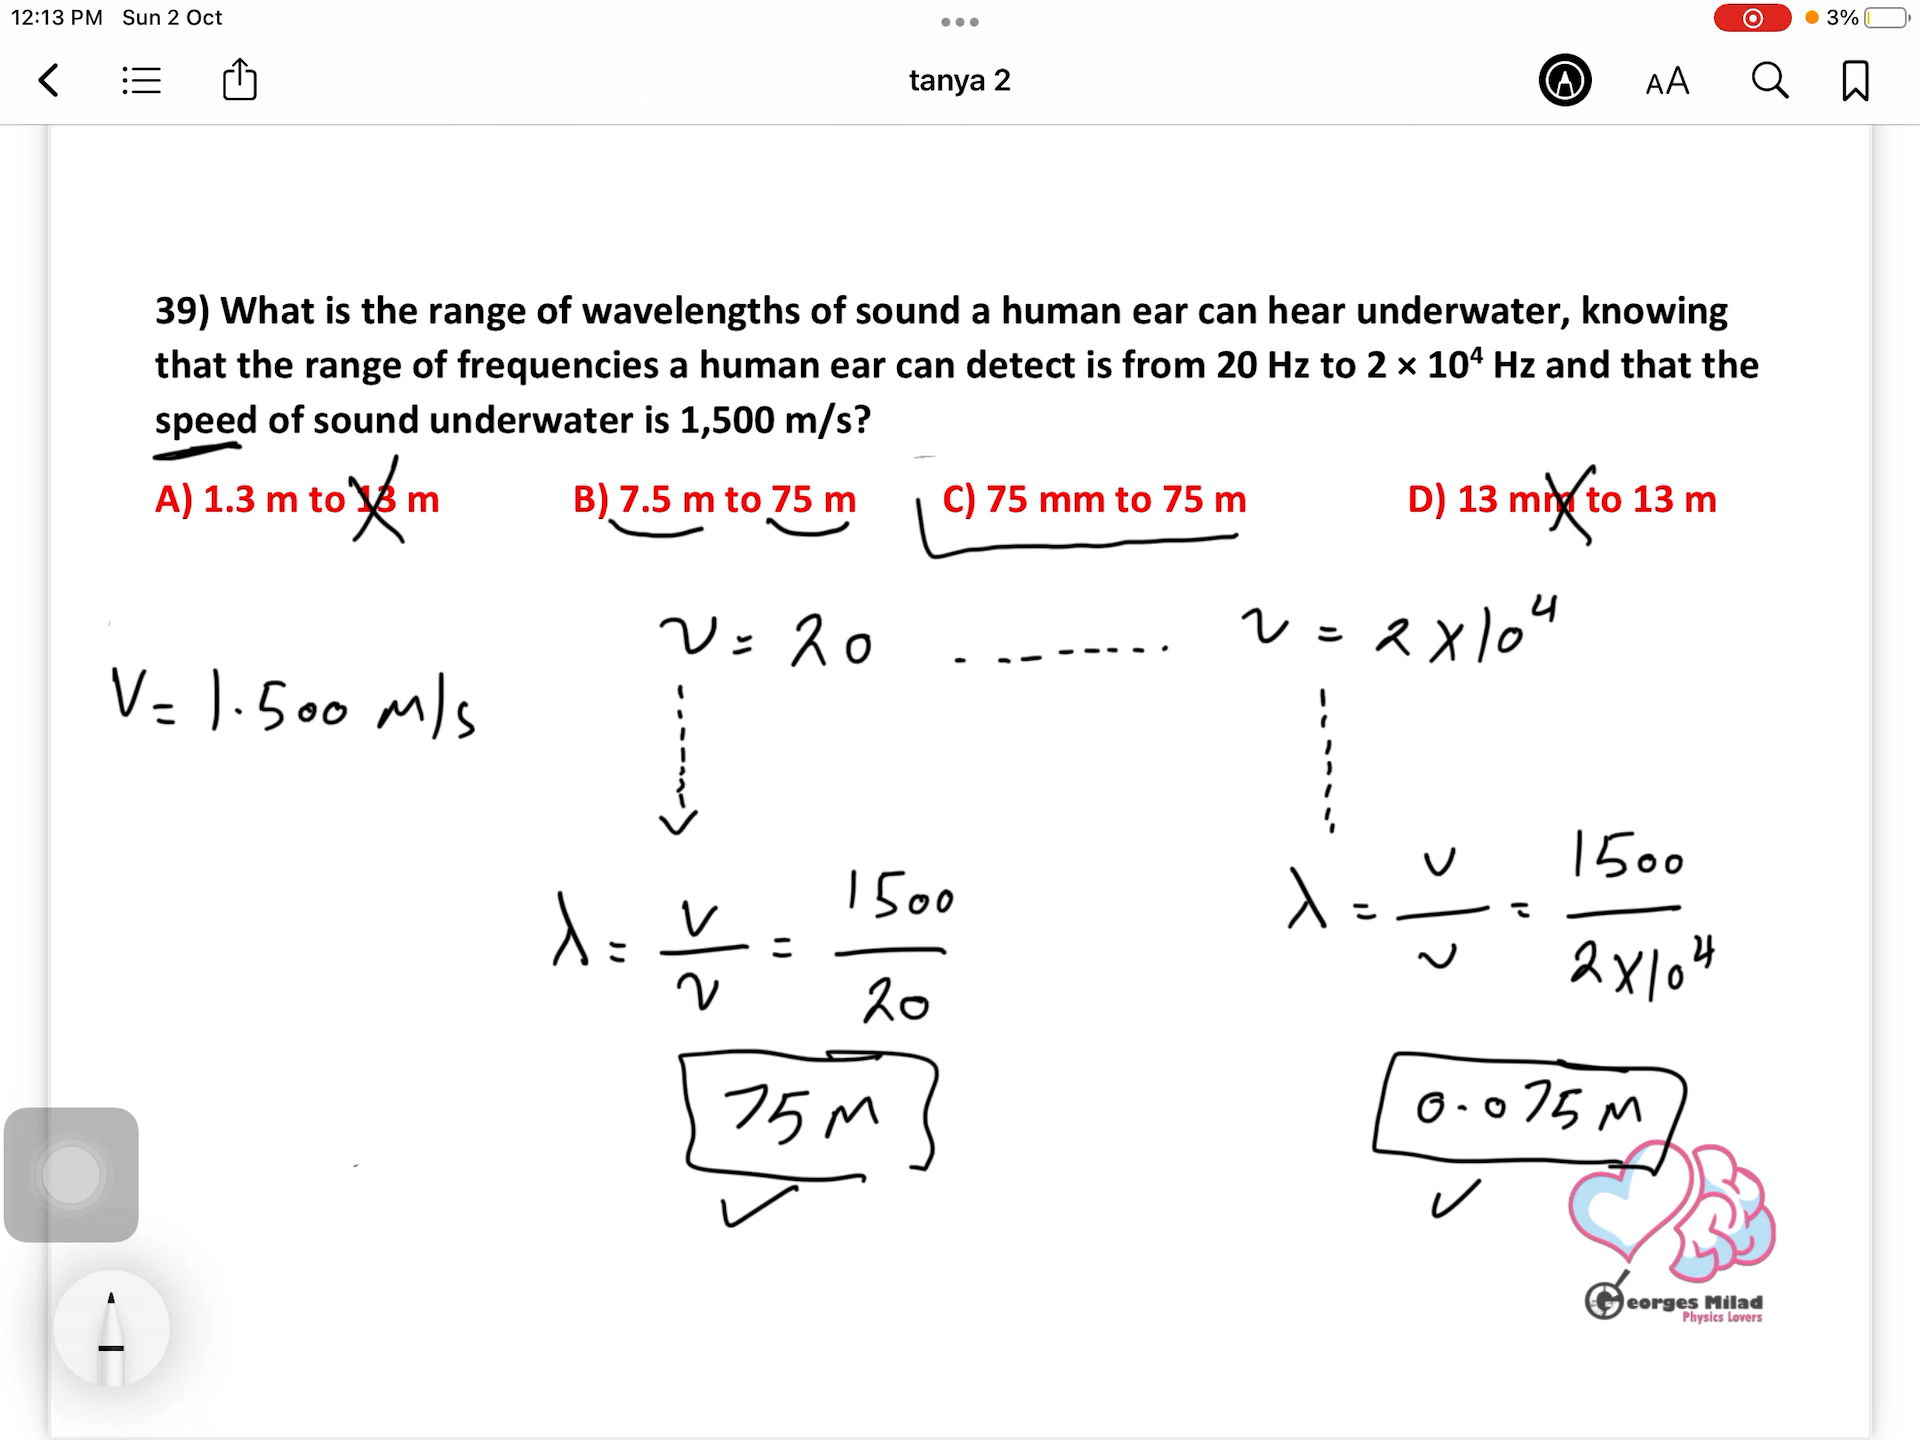 12:13 PM Sun 2 Oct
3%
tanya 2
AA
39) What is the range of wavelengths of sound a human ear can hear underwater, knowing
that the range of frequencies a human ear can detect is from 20 Hz to 2 × 10⁴ Hz and that the
speed of sound underwater is 1,500 m/s?
A) 1.3 m to 13 m B) 7.5 m to 75 m C) 75 mm to 75 m D) 13 mm to 13 m
ν = 20 - - - - - - - - ν = 2 x 10⁴
V = 1.500 m/s
λ = v/ν = 1500/20
λ = v/ν = 1500/2x10⁴
75 m
0.075 m
Georges Milad
Physics Lovers